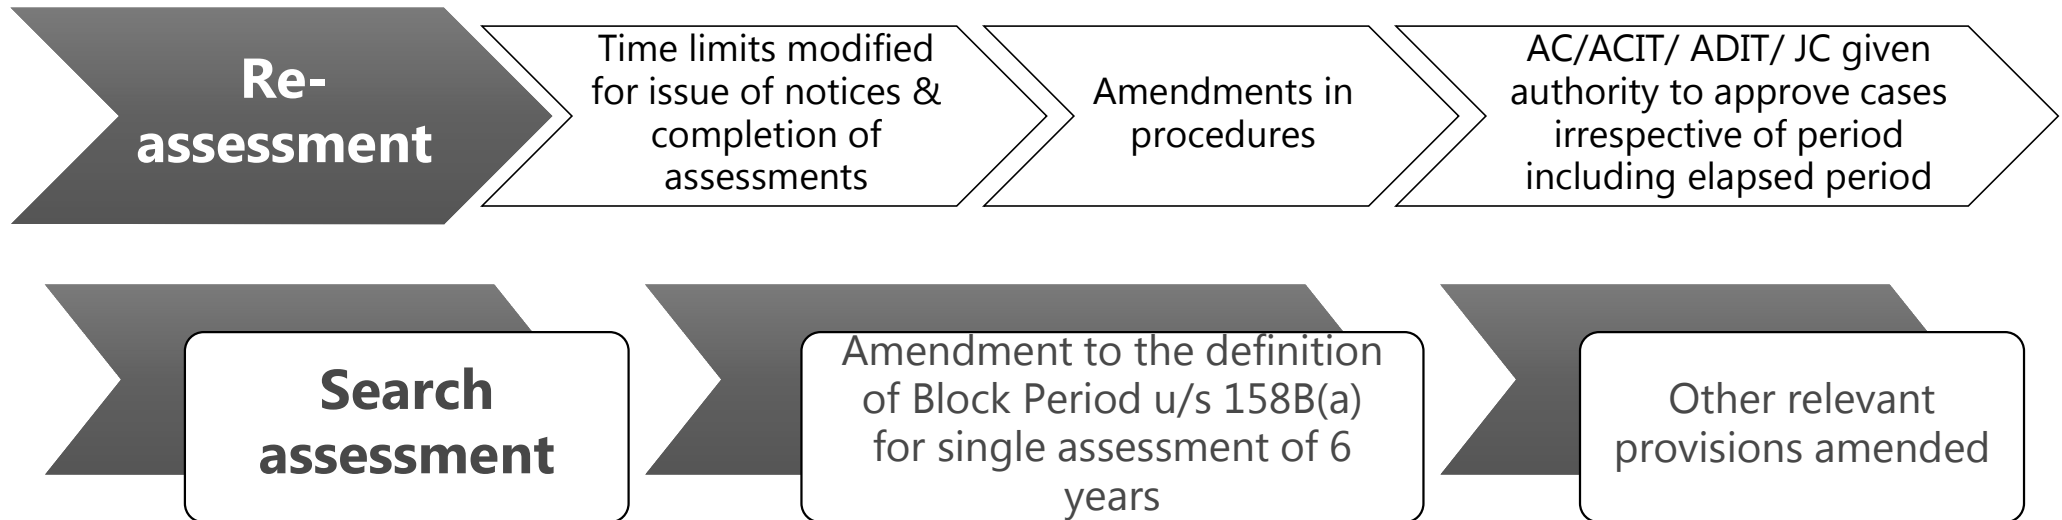 Re-
assessment
Time limits modified
for issue of notices &
completion of
assessments
Amendments in
procedures
AC/ACIT/ ADIT/ JC given
authority to approve cases
irrespective of period
including elapsed period
Search
assessment
Amendment to the definition
of Block Period u/s 158B(a)
for single assessment of 6
years
Other relevant
provisions amended